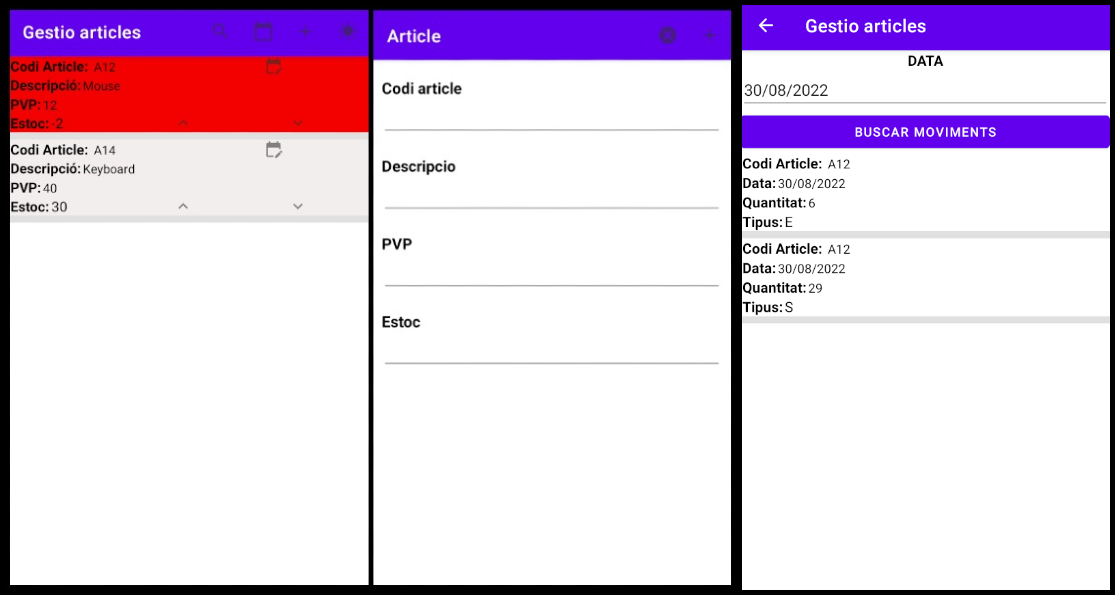 Gestio articles
Codi Article: A12
Descripció: Mouse
PVP: 12
Estoc: -2
Codi Article: A14
Descripció: Keyboard
PVP: 40
Estoc: 30
Article
Codi article
Descripcio
PVP
Estoc
Gestio articles
DATA
30/08/2022
BUSCAR MOVIMENTS
Codi Article: A12
Data: 30/08/2022
Quantitat: 6
Tipus: E
Codi Article: A12
Data: 30/08/2022
Quantitat: 29
Tipus: S